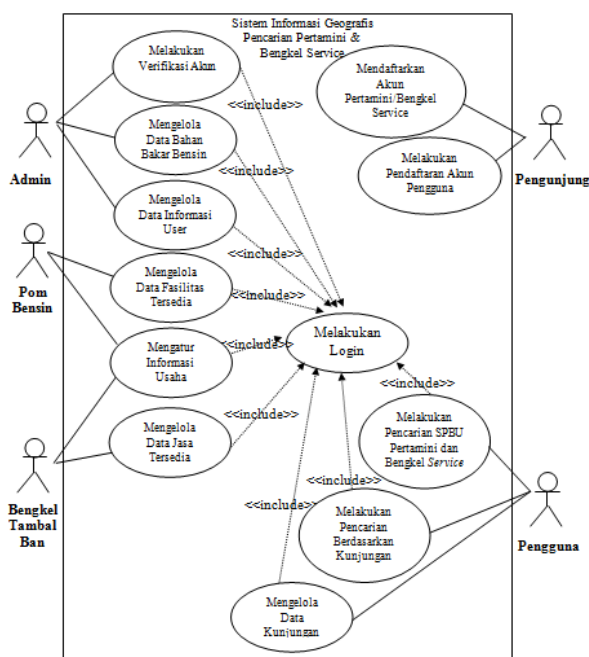 Sistem Informasi Geografis
Pencarian Pertamini &
Bengkel Service
Melakukan
Verifikasi Akun
Mendaftarkan
Akun
Pertamini/Bengkel
Service
<<include>>
Admin
Mengelola
Data Bahan
Bakar Bensin
<<include>>
Melakukan
Pendaftaran Akun
Pengguna
Pengunjung
Mengelola
Data Informasi
User
<<include>>
Pom
Bensin
Mengelola
Data Fasilitas
Tersedia
<<include>>
Melakukan
Login
Mengatur
Informasi
Usaha
<<include>>
<<include>>
Mengelola
Data Jasa
Tersedia
<<include>>
Melakukan
Pencarian SPBU
Pertamini dan
Bengkel Service
Bengkel
Tambal
Ban
<<include>>
<<include>>
Melakukan
Pencarian
Berdasarkan
Kunjungan
Pengguna
Mengelola
Data
Kunjungan